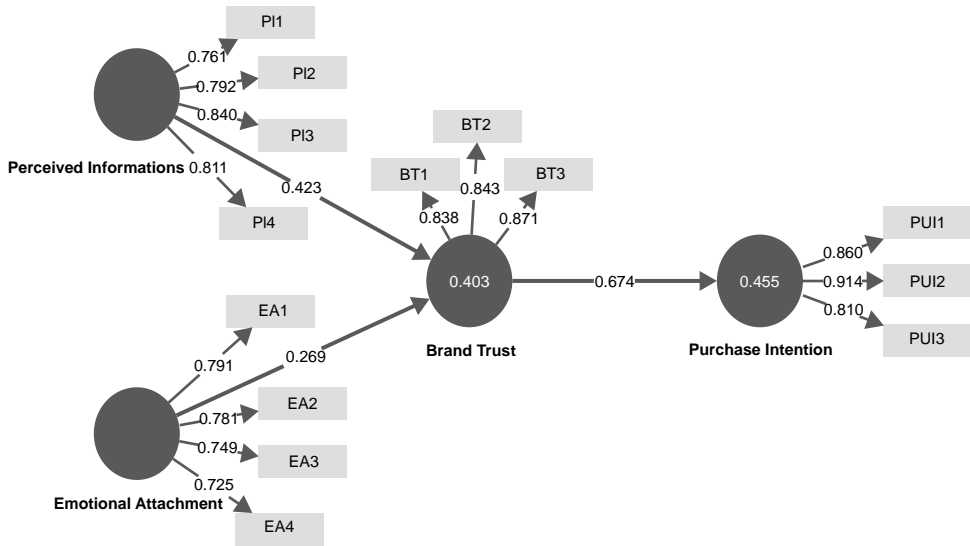 PI1
0.761
PI2
0.792
0.840
PI3
Perceived Informations
0.811
0.423
PI4
BT2
BT1
BT3
0.843
0.838
0.871
0.403
Brand Trust
0.674
0.455
Purchase Intention
PUI1
0.860
0.914
PUI2
0.810
PUI3
EA1
0.791
0.269
EA2
0.781
0.749
EA3
0.725
Emotional Attachment
EA4